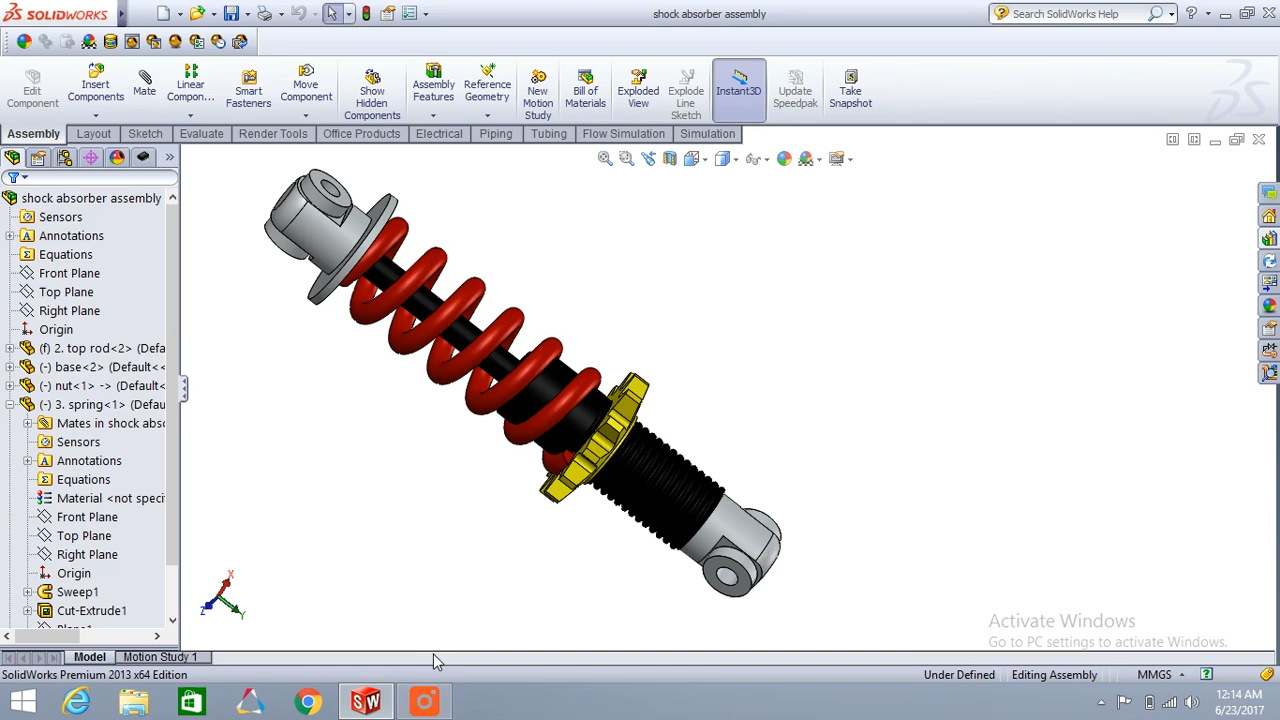 SOLIDWORKS
shock absorber assembly
Search SolidWorks Help
Edit Component
Insert Components
Mate
Linear Compon...
Smart Fasteners
Move Component
Show Hidden Components
Assembly Features
Reference Geometry
New Motion Study
Bill of Materials
Exploded View
Explode Line Sketch
Instant3D
Update Speedpak
Take Snapshot
Assembly Layout Sketch Evaluate Render Tools Office Products Electrical Piping Tubing Flow Simulation Simulation
shock absorber assembly
Sensors
Annotations
Equations
Front Plane
Top Plane
Right Plane
Origin
(f) 2. top rod<2> (Defa
(-) base<2> (Default<<
(-) nut<1> -> (Default<
(-) 3. spring<1> (Defau
Mates in shock abso
Sensors
Annotations
Equations
Material <not speci
Front Plane
Top Plane
Right Plane
Origin
Sweep1
Cut-Extrude1
X
Y
Z
Activate Windows
Go to PC settings to activate Windows.
Model Motion Study 1
SolidWorks Premium 2013 x64 Edition
Under Defined Editing Assembly MMGS
12:14 AM
6/23/2017